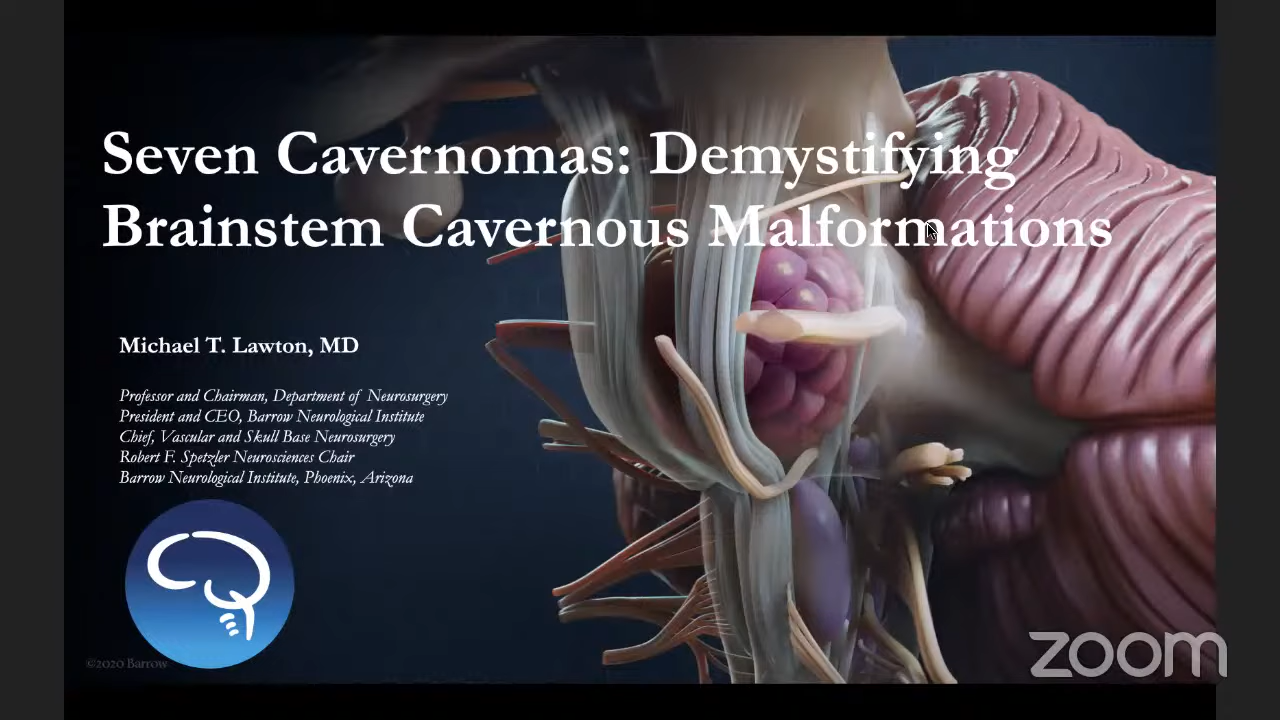 Seven Cavernomas: Demystifying
Brainstem Cavernous Malformations
Michael T. Lawton, MD
Professor and Chairman, Department of Neurosurgery
President and CEO, Barrow Neurological Institute
Chief, Vascular and Skull Base Neurosurgery
Robert F. Spetzler Neurosciences Chair
Barrow Neurological Institute, Phoenix, Arizona
©2020 Barrow
zoom